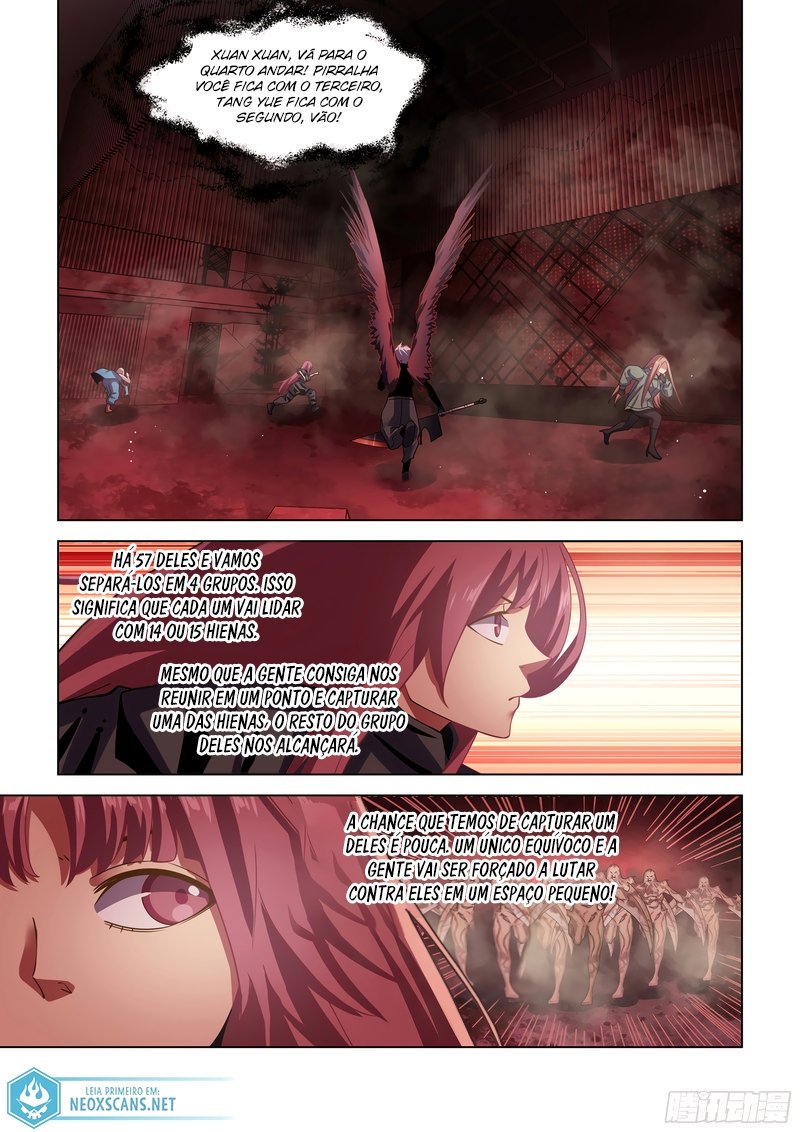 XUAN XUAN, VÁ PARA O
QUARTO ANDAR! PIRRALHA
VOCÊ FICA COM O TERCEIRO,
TANG YUE FICA COM O
SEGUNDO, VÃO!
HÁ 57 DELES E VAMOS
SEPARÁ-LOS EM 4 GRUPOS. ISSO
SIGNIFICA QUE CADA UM VAI LIDAR
COM 14 OU 15 HIENAS.
MESMO QUE A GENTE CONSIGA NOS
REUNIR EM UM PONTO E CAPTURAR
UMA DAS HIENAS, O RESTO DO GRUPO
DELES NOS ALCANÇARÁ.
A CHANCE QUE TEMOS DE CAPTURAR UM
DELES É POUCA. UM ÚNICO EQUÍVOCO E A
GENTE VAI SER FORÇADO A LUTAR
CONTRA ELES EM UM ESPAÇO PEQUENO!
LEIA PRIMEIRO EM:
NEOXSCANS.NET
腾讯动漫